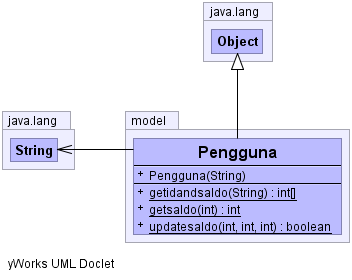 java.lang
Object
java.lang
String
model
Pengguna
+ Pengguna(String)
+ getidandsaldo(String) : int[]
+ getsaldo(int) : int
+ updatesaldo(int, int, int) : boolean
yWorks UML Doclet